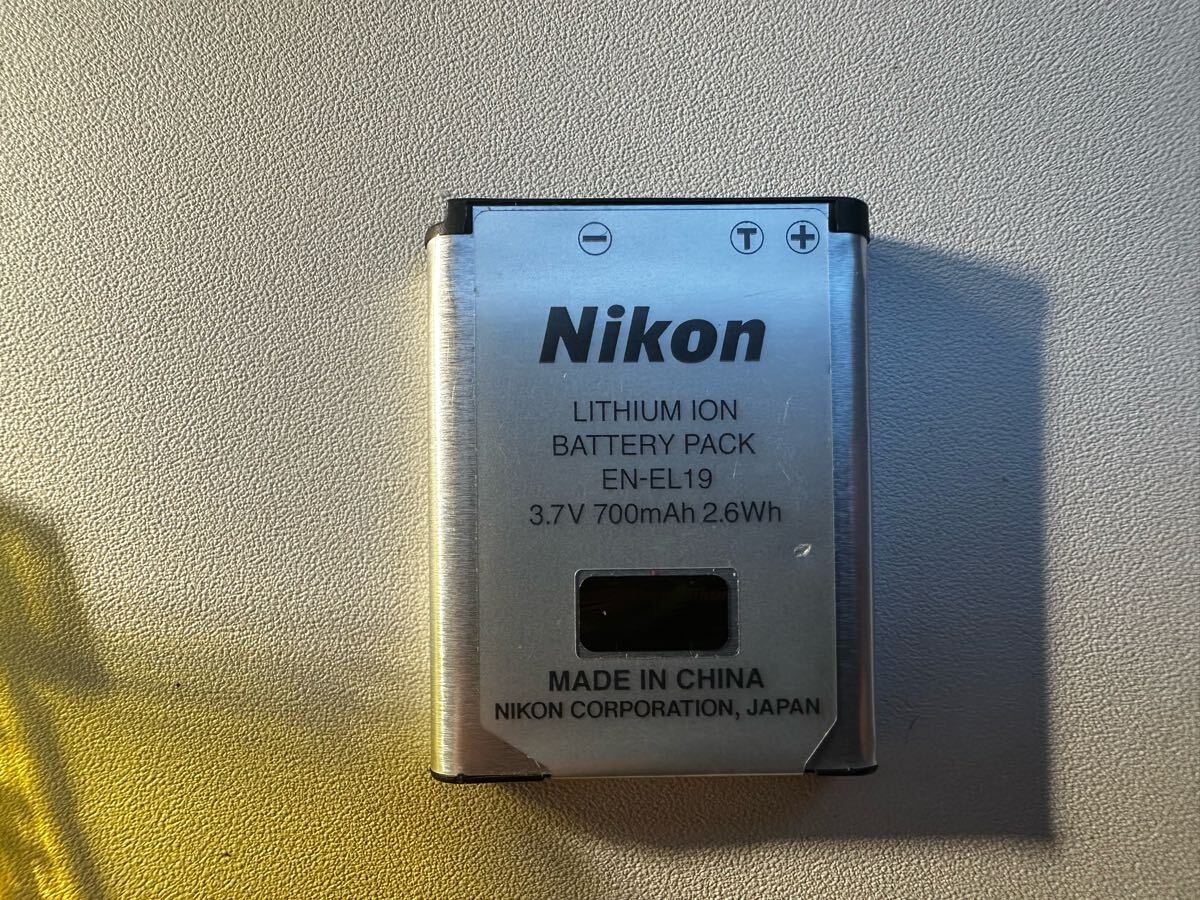 − T +
Nikon
LITHIUM ION
BATTERY PACK
EN-EL19
3.7V 700mAh 2.6Wh
MADE IN CHINA
NIKON CORPORATION, JAPAN